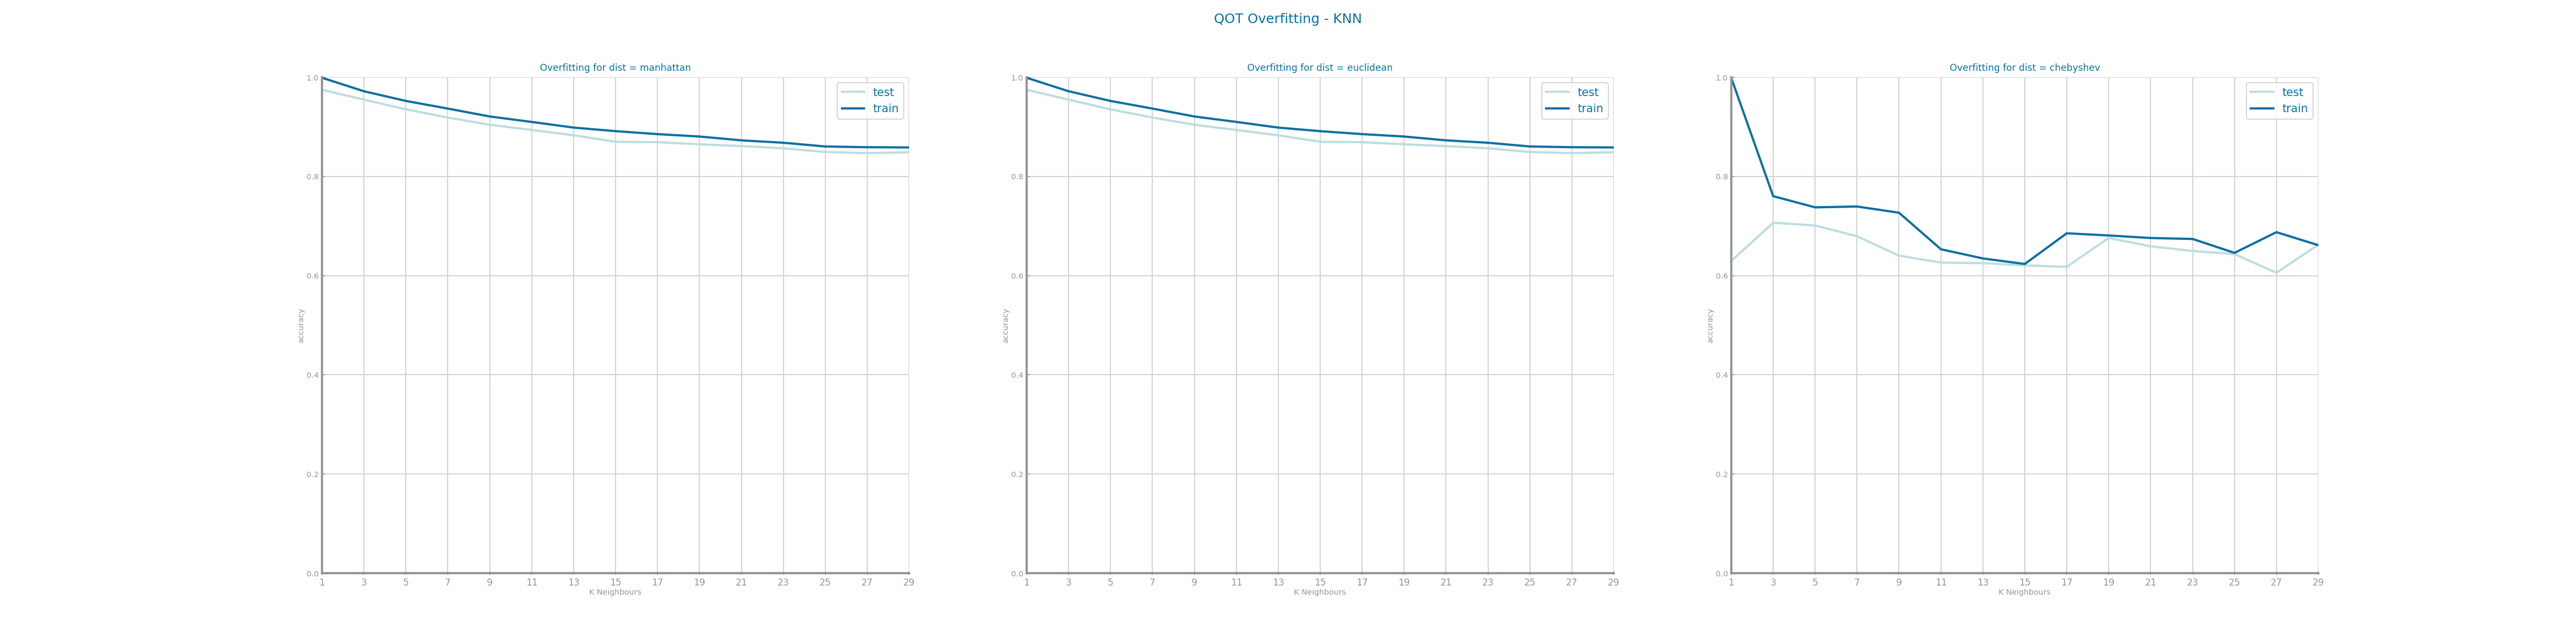 QOT Overfitting - KNN
Overfitting for dist = manhattan
1.0
0.8
0.6
0.4
0.2
0.0
accuracy
test
train
1 3 5 7 9 11 13 15 17 19 21 23 25 27 29
K Neighbours
Overfitting for dist = euclidean
1.0
0.8
0.6
0.4
0.2
0.0
accuracy
test
train
1 3 5 7 9 11 13 15 17 19 21 23 25 27 29
K Neighbours
Overfitting for dist = chebyshev
1.0
0.8
0.6
0.4
0.2
0.0
accuracy
test
train
1 3 5 7 9 11 13 15 17 19 21 23 25 27 29
K Neighbours